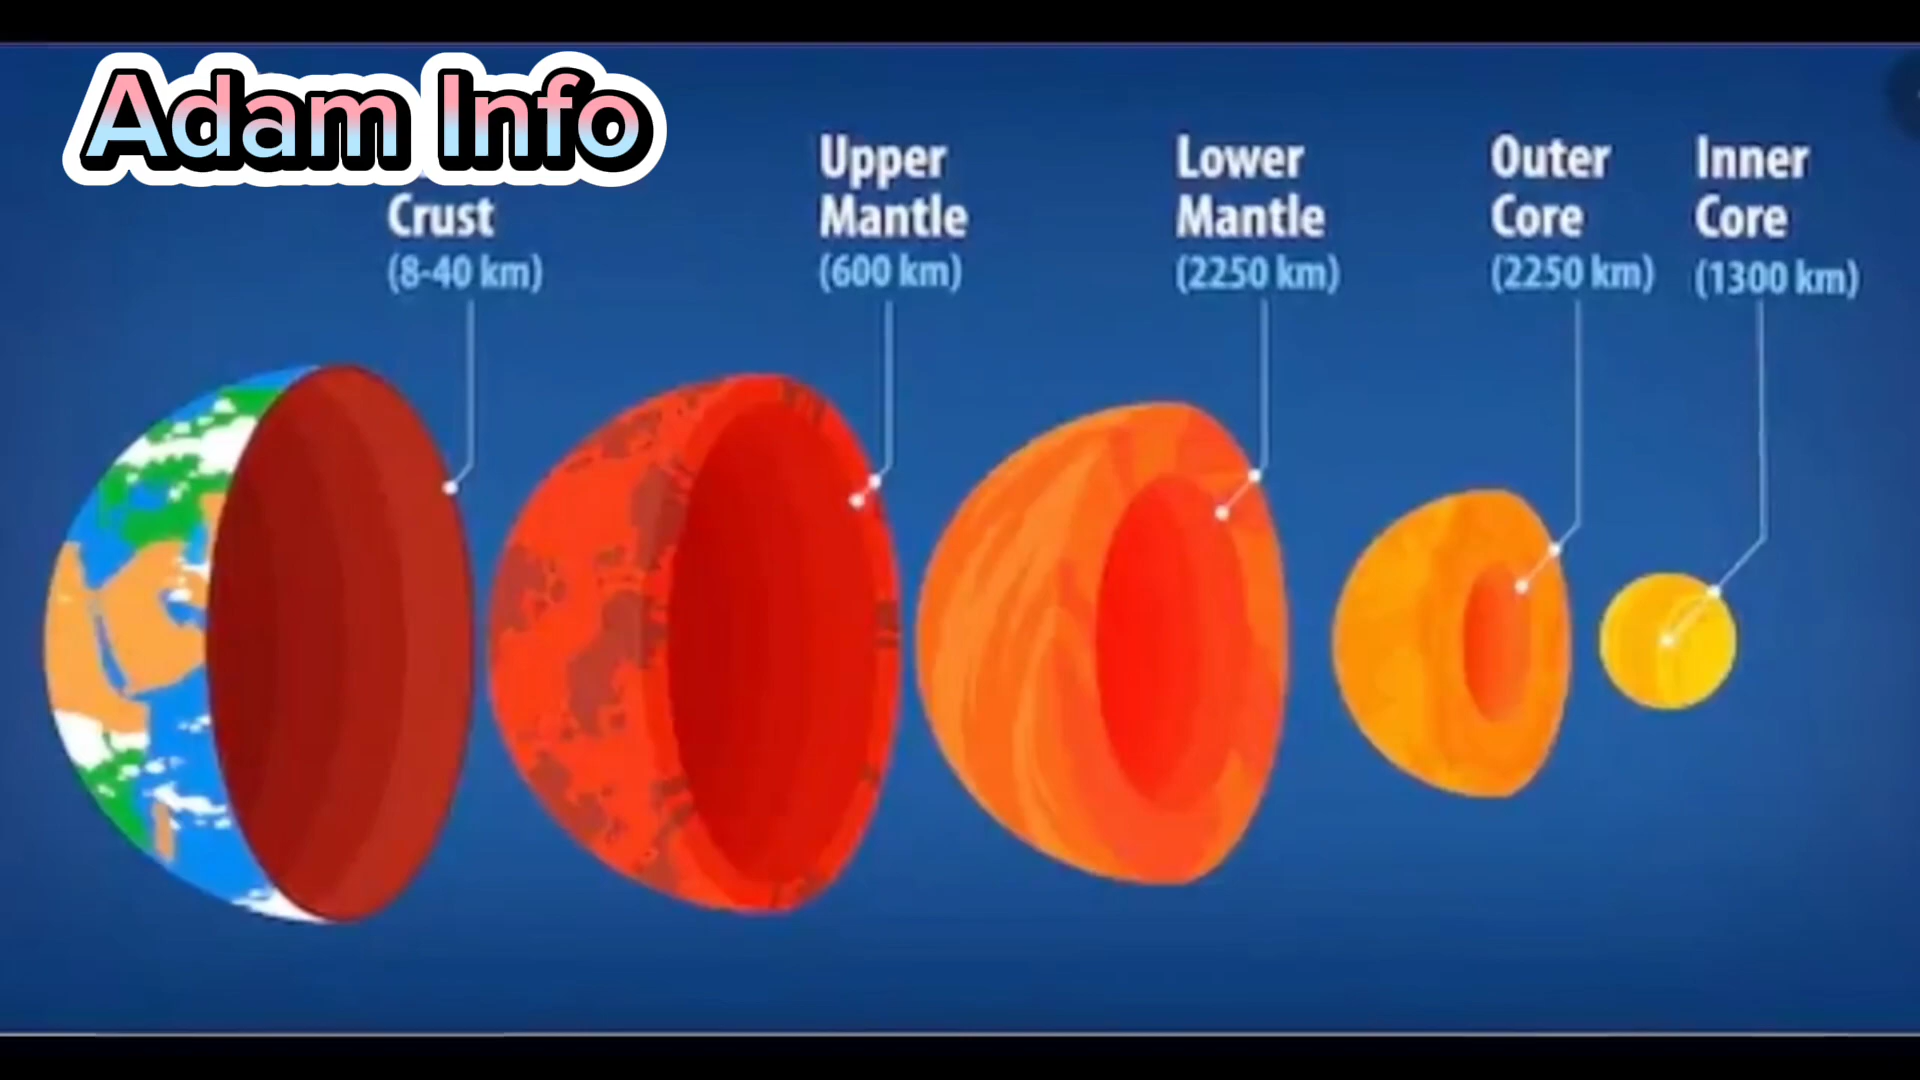 Adam Info
Crust
(8-40 km)
Upper
Mantle
(600 km)
Lower
Mantle
(2250 km)
Outer
Core
(2250 km)
Inner
Core
(1300 km)